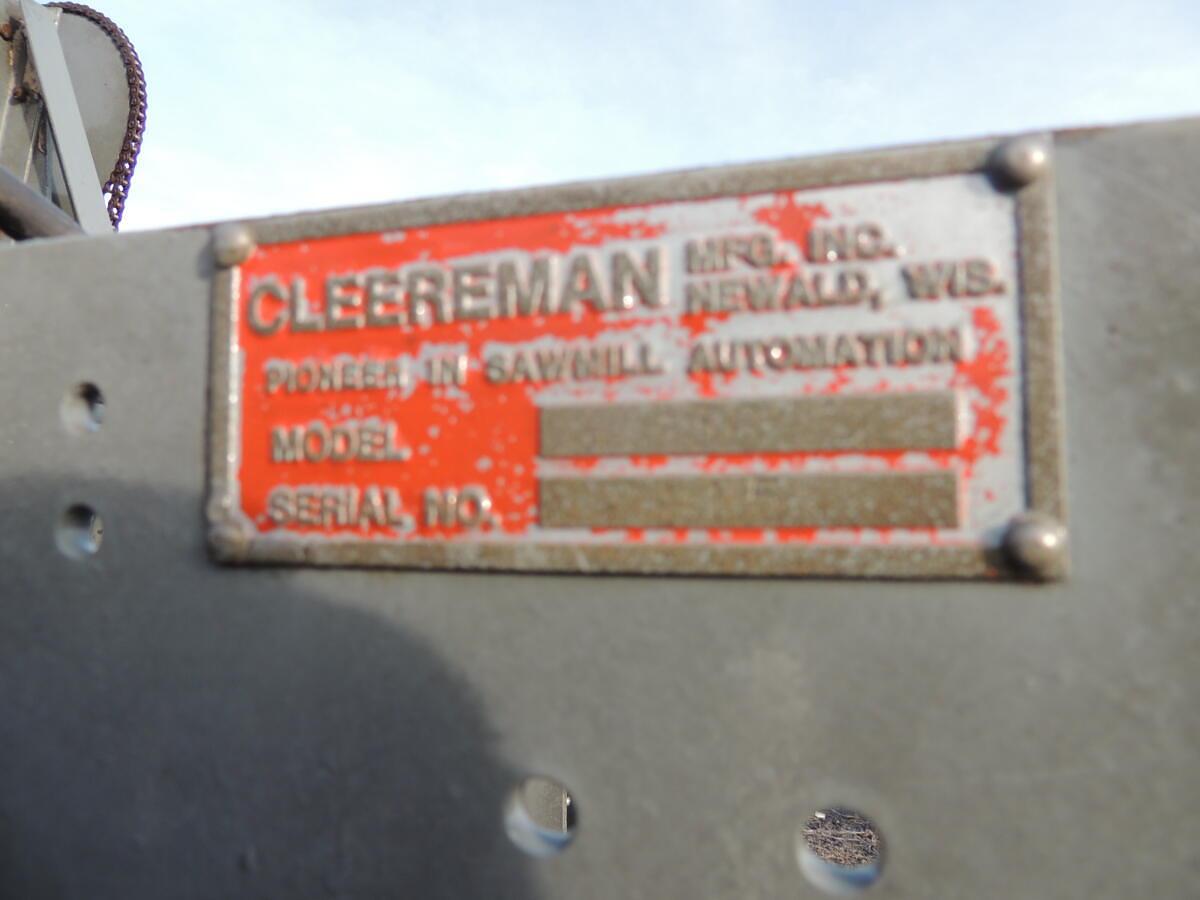 CLEEREMAN MFG. INC.
NEWALD, WIS.
PIONEER IN SAWMILL AUTOMATION
MODEL
SERIAL NO.